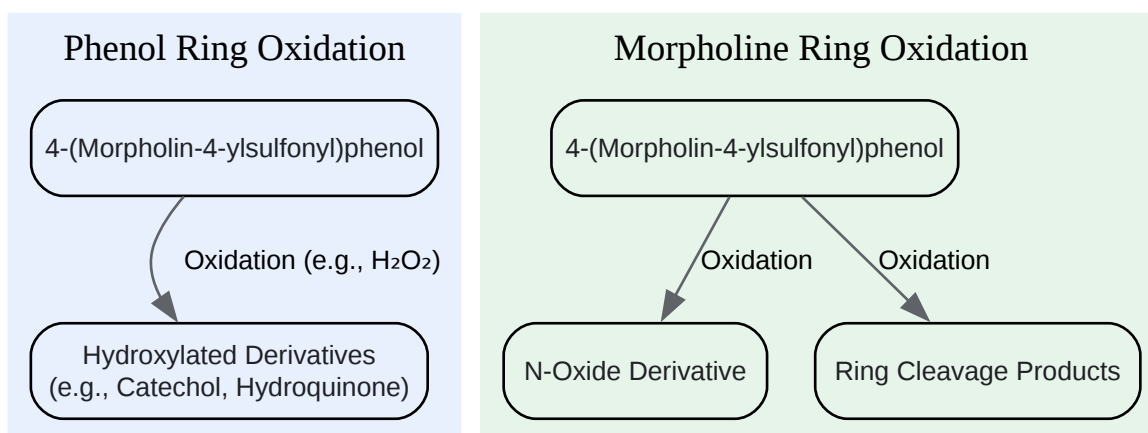 Phenol Ring Oxidation
4-(Morpholin-4-ylsulfonyl)phenol
Oxidation (e.g., H₂O₂)
Hydroxylated Derivatives
(e.g., Catechol, Hydroquinone)
Morpholine Ring Oxidation
4-(Morpholin-4-ylsulfonyl)phenol
Oxidation
Oxidation
N-Oxide Derivative
Ring Cleavage Products